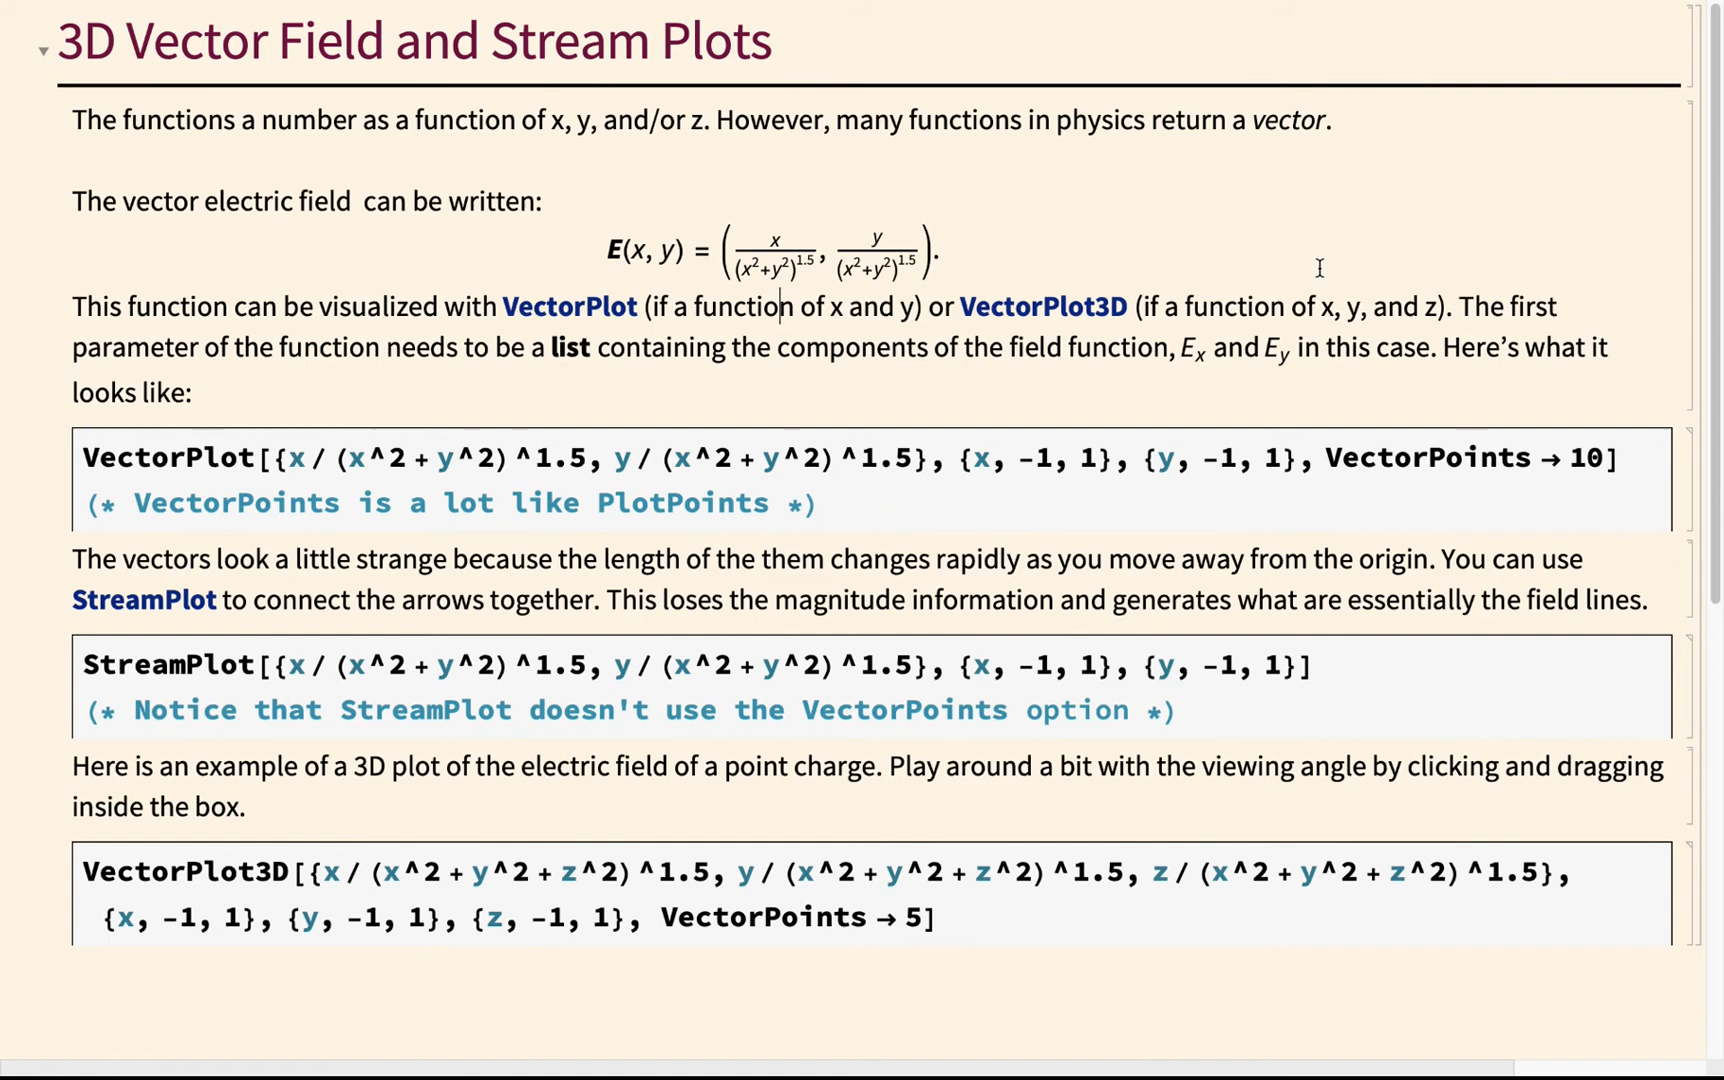 3D Vector Field and Stream Plots
The functions a number as a function of x, y, and/or z. However, many functions in physics return a vector.
The vector electric field  can be written:
E(x, y) = (x/(x²+y²)^1.5, y/(x²+y²)^1.5).
This function can be visualized with VectorPlot (if a function of x and y) or VectorPlot3D (if a function of x, y, and z). The first
parameter of the function needs to be a list containing the components of the field function, Eₓ and E_y in this case. Here's what it
looks like:
VectorPlot[{x/(x^2+y^2)^1.5, y/(x^2+y^2)^1.5}, {x, -1, 1}, {y, -1, 1}, VectorPoints → 10]
(* VectorPoints is a lot like PlotPoints *)
The vectors look a little strange because the length of the them changes rapidly as you move away from the origin. You can use
StreamPlot to connect the arrows together. This loses the magnitude information and generates what are essentially the field lines.
StreamPlot[{x/(x^2+y^2)^1.5, y/(x^2+y^2)^1.5}, {x, -1, 1}, {y, -1, 1}]
(* Notice that StreamPlot doesn't use the VectorPoints option *)
Here is an example of a 3D plot of the electric field of a point charge. Play around a bit with the viewing angle by clicking and dragging
inside the box.
VectorPlot3D[{x/(x^2+y^2+z^2)^1.5, y/(x^2+y^2+z^2)^1.5, z/(x^2+y^2+z^2)^1.5},
{x, -1, 1}, {y, -1, 1}, {z, -1, 1}, VectorPoints → 5]